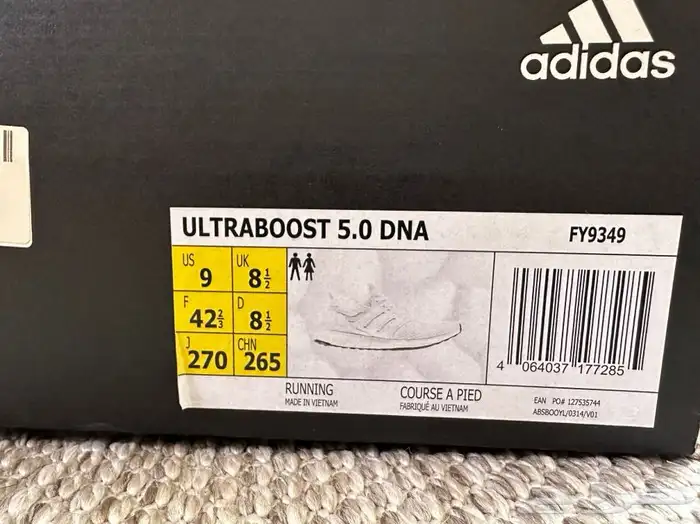 adidas
ULTRABOOST 5.0 DNA FY9349
US 9 UK 8½
F 42⅔ D 8½
J 270 CHN 265
4 064037 177285
RUNNING COURSE A PIED
MADE IN VIETNAM FABRIQUÉ AU VIETNAM
EAN PO# 127535744
ABSBOOYL/0314/V01